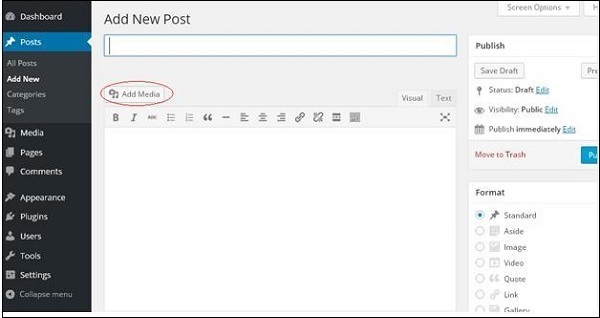 Screen Options
Dashboard
Add New Post
Posts
All Posts
Add New
Categories
Tags
Media
Pages
Comments
Appearance
Plugins
Users
Tools
Settings
Collapse menu
Add Media
Visual
Text
B I ABC
Publish
Save Draft
Status: Draft Edit
Visibility: Public Edit
Publish immediately Edit
Move to Trash
Format
Standard
Aside
Image
Video
Quote
Link
Gallery